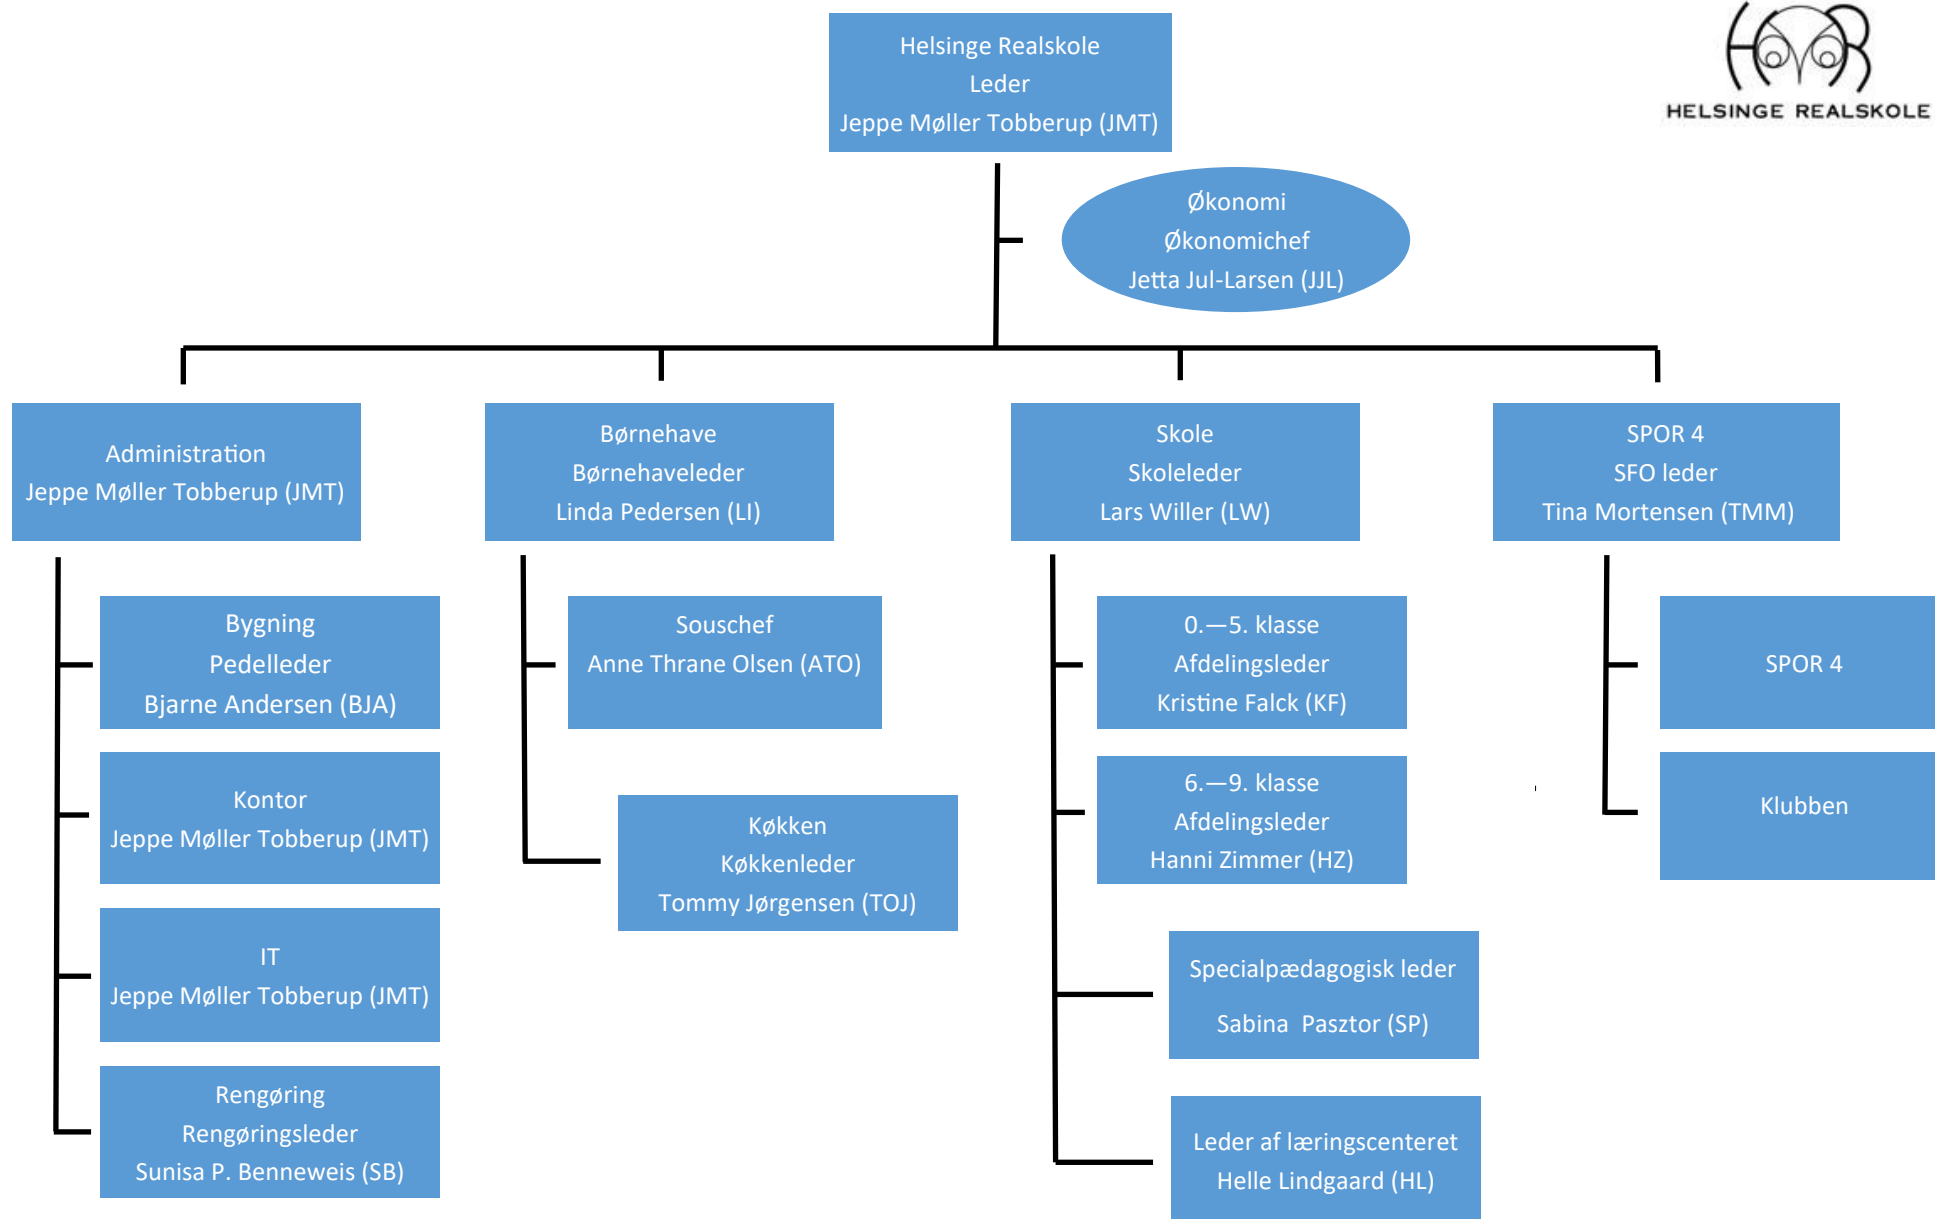 Helsinge Realskole
Leder
Jeppe Møller Tobberup (JMT)
HELSINGE REALSKOLE
Økonomi
Økonomichef
Jetta Jul-Larsen (JJL)
Administration
Jeppe Møller Tobberup (JMT)
Børnehave
Børnehaveleder
Linda Pedersen (LI)
Skole
Skoleleder
Lars Willer (LW)
SPOR 4
SFO leder
Tina Mortensen (TMM)
Bygning
Pedelleder
Bjarne Andersen (BJA)
Kontor
Jeppe Møller Tobberup (JMT)
IT
Jeppe Møller Tobberup (JMT)
Rengøring
Rengøringsleder
Sunisa P. Benneweis (SB)
Souschef
Anne Thrane Olsen (ATO)
Køkken
Køkkenleder
Tommy Jørgensen (TOJ)
0.—5. klasse
Afdelingsleder
Kristine Falck (KF)
6.—9. klasse
Afdelingsleder
Hanni Zimmer (HZ)
Specialpædagogisk leder
Sabina  Pasztor (SP)
Leder af læringscenteret
Helle Lindgaard (HL)
SPOR 4
Klubben